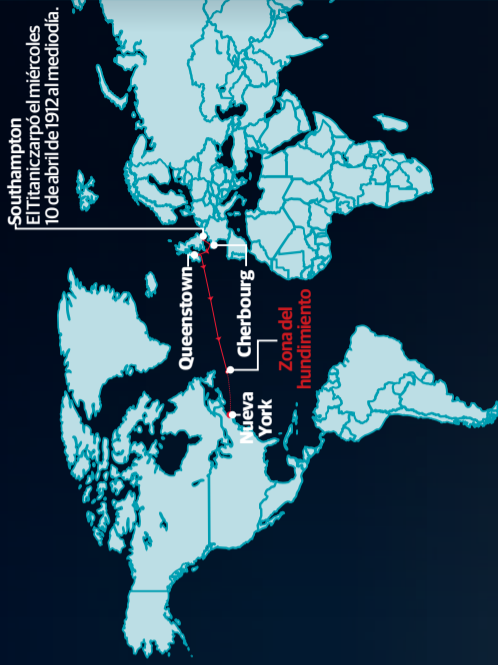 Southampton
El Titanic zarpó el miércoles
10 de abril de 1912 al mediodía.
Queenstown
Cherbourg
Zona del
hundimiento
Nueva
York